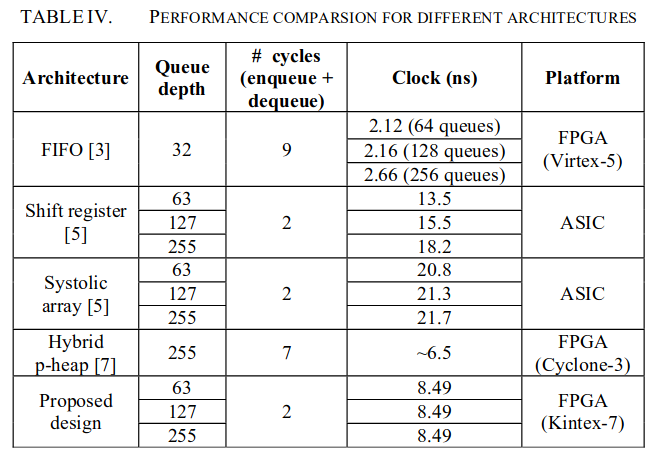 TABLE IV. PERFORMANCE COMPARSION FOR DIFFERENT ARCHITECTURES
Architecture Queue depth # cycles (enqueue + dequeue) Clock (ns) Platform
FIFO [3] 32 9 2.12 (64 queues) FPGA (Virtex-5)
2.16 (128 queues)
2.66 (256 queues)
Shift register [5] 63 2 13.5 ASIC
127 15.5
255 18.2
Systolic array [5] 63 2 20.8 ASIC
127 21.3
255 21.7
Hybrid p-heap [7] 255 7 ~6.5 FPGA (Cyclone-3)
Proposed design 63 2 8.49 FPGA (Kintex-7)
127 8.49
255 8.49